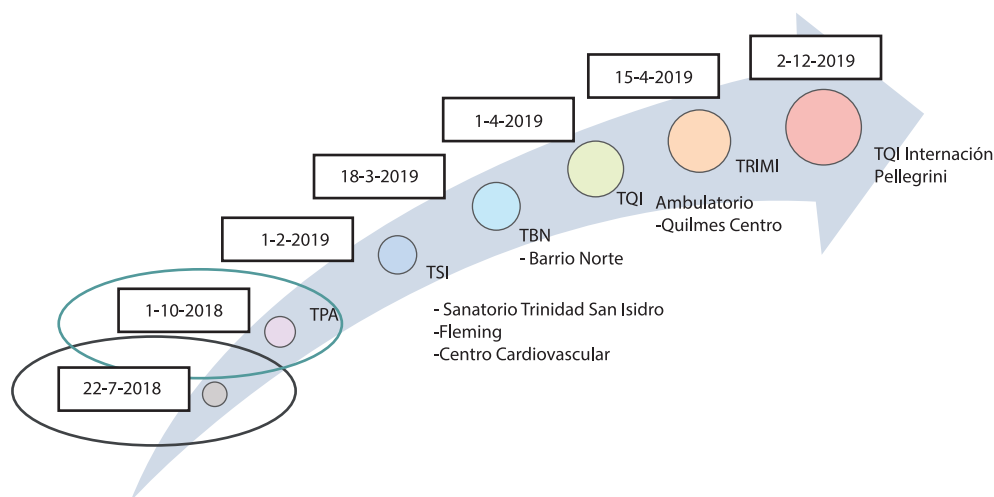 2-12-2019
15-4-2019
1-4-2019
18-3-2019
1-2-2019
1-10-2018
22-7-2018
TPA
TSI
- Sanatorio Trinidad San Isidro
-Fleming
-Centro Cardiovascular
TBN
- Barrio Norte
TQI
Ambulatorio
-Quilmes Centro
TRIMI
TQI Internación
Pellegrini